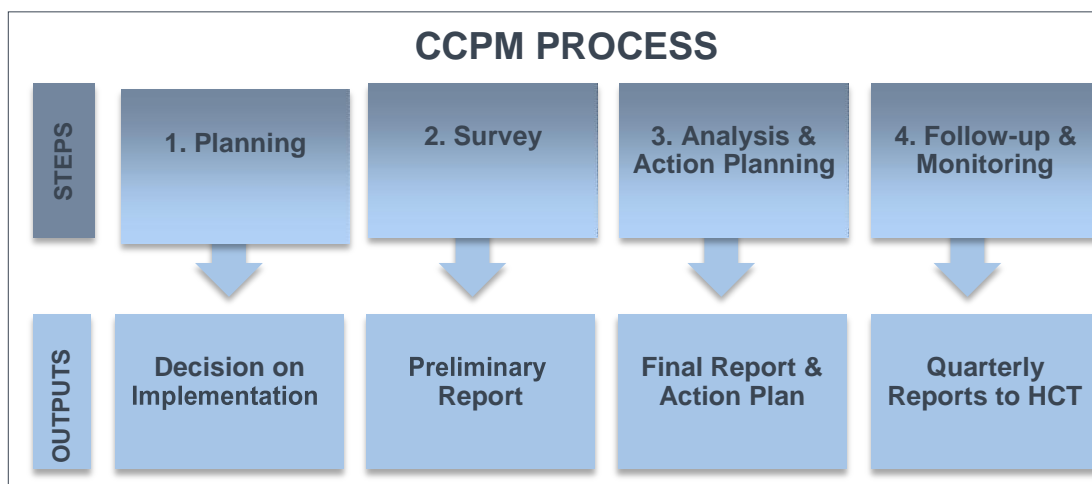 CCPM PROCESS
STEPS
1. Planning
2. Survey
3. Analysis &
Action Planning
4. Follow-up &
Monitoring
OUTPUTS
Decision on
Implementation
Preliminary
Report
Final Report &
Action Plan
Quarterly
Reports to HCT